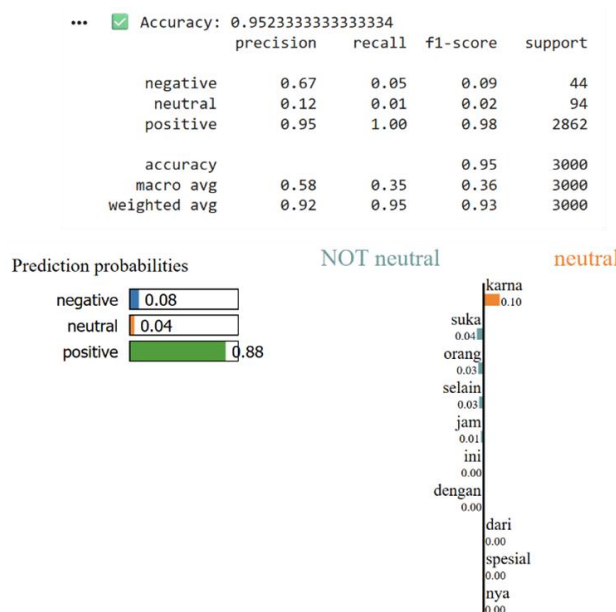 ••• ✅ Accuracy: 0.9523333333333334
precision recall f1-score support
negative 0.67 0.05 0.09 44
neutral 0.12 0.01 0.02 94
positive 0.95 1.00 0.98 2862
accuracy 0.95 3000
macro avg 0.58 0.35 0.36 3000
weighted avg 0.92 0.95 0.93 3000
Prediction probabilities
negative 0.08
neutral 0.04
positive 0.88
NOT neutral neutral
karna
0.10
suka
0.04
orang
0.03
selain
0.03
jam
0.01
ini
0.00
dengan
0.00
dari
0.00
spesial
0.00
nya
0.00